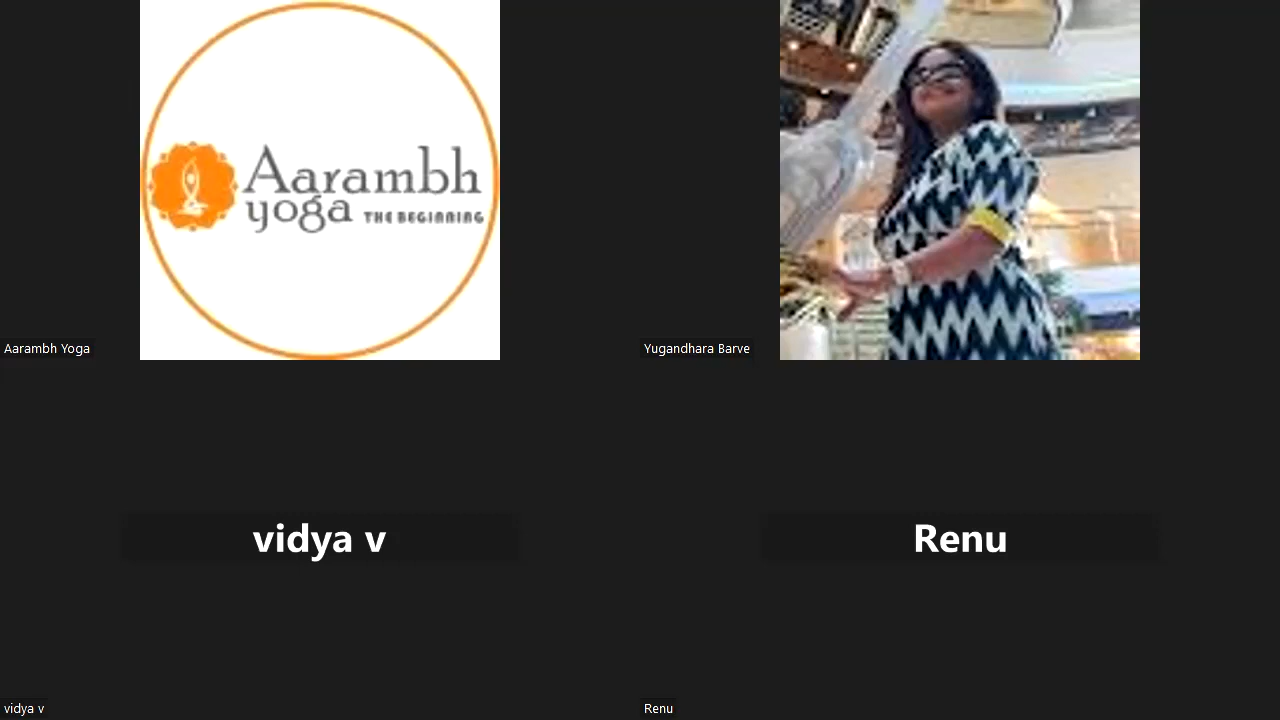 Aarambh
yoga THE BEGINNING
Aarambh Yoga
Yugandhara Barve
vidya v
Renu
vidya v
Renu